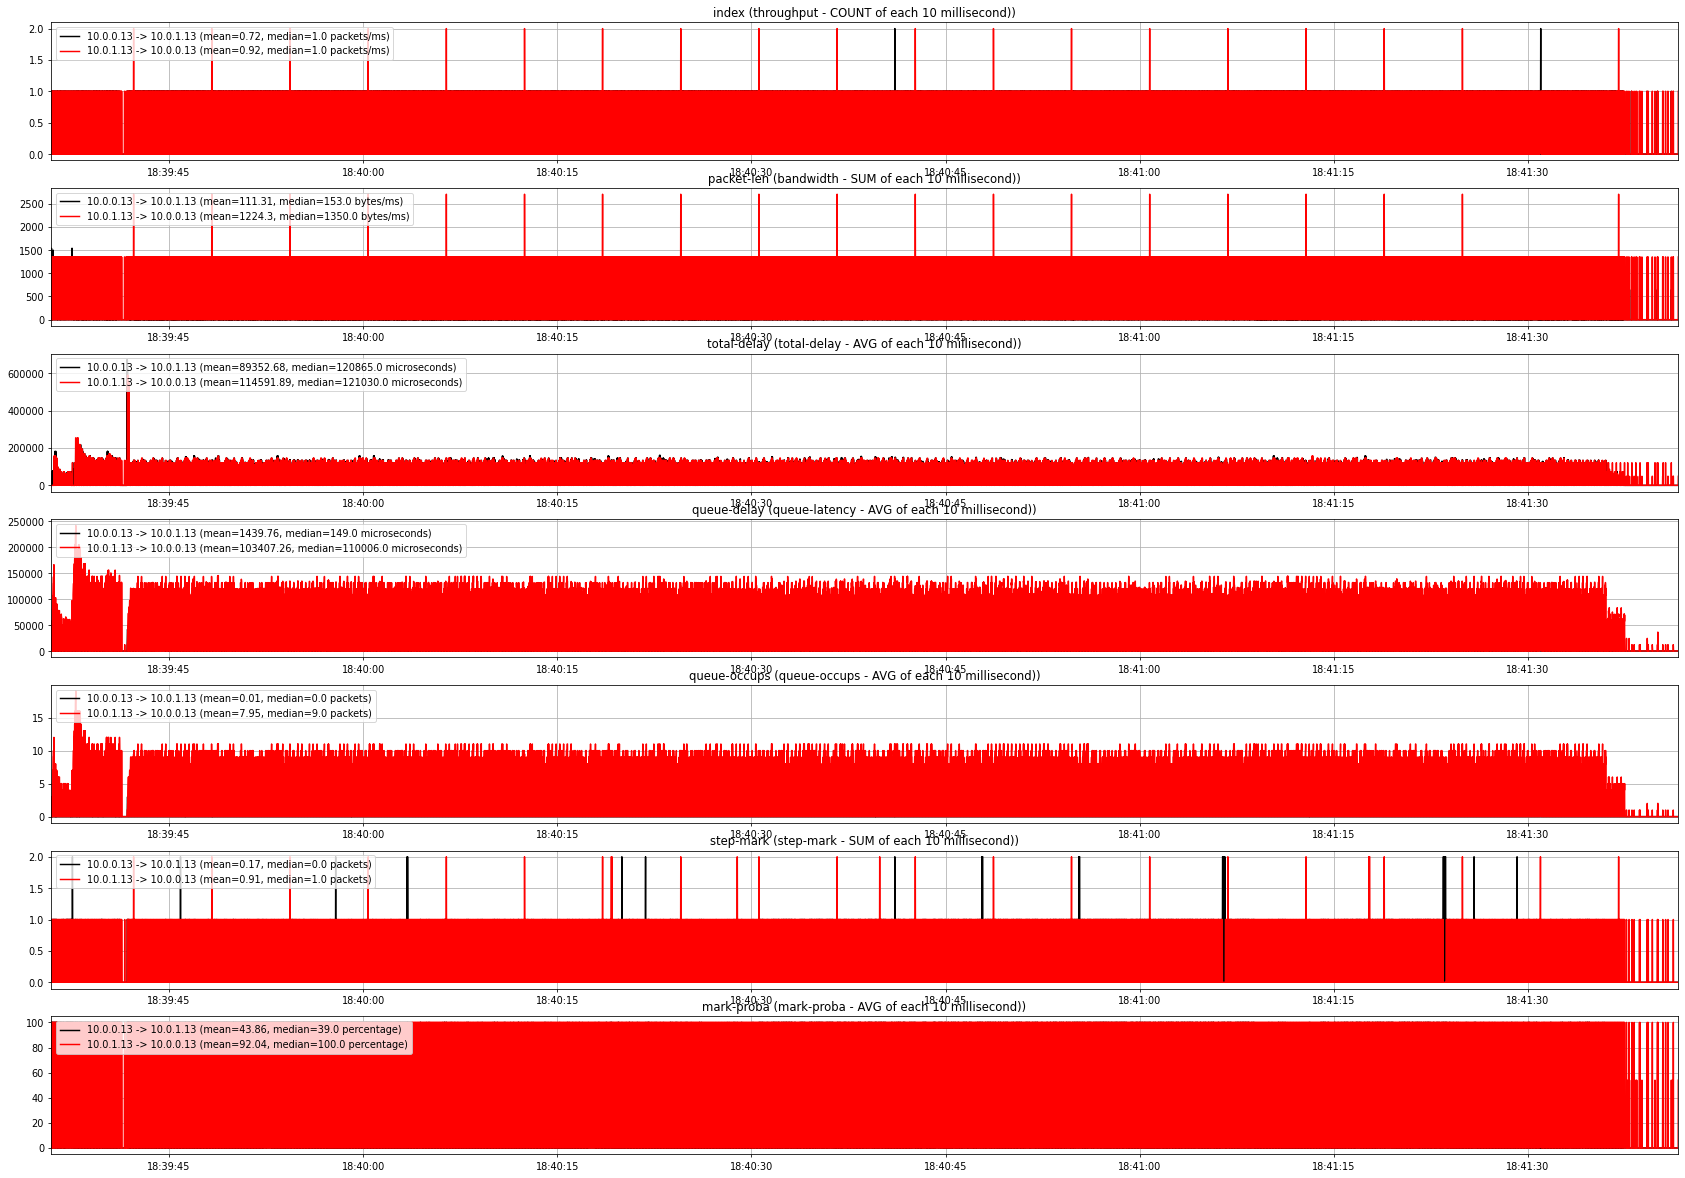 index (throughput - COUNT of each 10 millisecond))
10.0.0.13 -> 10.0.1.13 (mean=0.72, median=1.0 packets/ms)
10.0.1.13 -> 10.0.0.13 (mean=0.92, median=1.0 packets/ms)
2.0
1.5
1.0
0.5
0.0
18:39:45 18:40:00 18:40:15 18:40:30 18:40:45 18:41:00 18:41:15 18:41:30
packet-len (bandwidth - SUM of each 10 millisecond))
10.0.0.13 -> 10.0.1.13 (mean=111.31, median=153.0 bytes/ms)
10.0.1.13 -> 10.0.0.13 (mean=1224.3, median=1350.0 bytes/ms)
2500
2000
1500
1000
500
0
18:39:45 18:40:00 18:40:15 18:40:30 18:40:45 18:41:00 18:41:15 18:41:30
total-delay (total-delay - AVG of each 10 millisecond))
10.0.0.13 -> 10.0.1.13 (mean=89352.68, median=120865.0 microseconds)
10.0.1.13 -> 10.0.0.13 (mean=114591.89, median=121030.0 microseconds)
600000
400000
200000
0
18:39:45 18:40:00 18:40:15 18:40:30 18:40:45 18:41:00 18:41:15 18:41:30
queue-delay (queue-latency - AVG of each 10 millisecond))
10.0.0.13 -> 10.0.1.13 (mean=1439.76, median=149.0 microseconds)
10.0.1.13 -> 10.0.0.13 (mean=103407.26, median=110006.0 microseconds)
250000
200000
150000
100000
50000
0
18:39:45 18:40:00 18:40:15 18:40:30 18:40:45 18:41:00 18:41:15 18:41:30
queue-occups (queue-occups - AVG of each 10 millisecond))
10.0.0.13 -> 10.0.1.13 (mean=0.01, median=0.0 packets)
10.0.1.13 -> 10.0.0.13 (mean=7.95, median=9.0 packets)
15
10
5
0
18:39:45 18:40:00 18:40:15 18:40:30 18:40:45 18:41:00 18:41:15 18:41:30
step-mark (step-mark - SUM of each 10 millisecond))
10.0.0.13 -> 10.0.1.13 (mean=0.17, median=0.0 packets)
10.0.1.13 -> 10.0.0.13 (mean=0.91, median=1.0 packets)
2.0
1.5
1.0
0.5
0.0
18:39:45 18:40:00 18:40:15 18:40:30 18:40:45 18:41:00 18:41:15 18:41:30
mark-proba (mark-proba - AVG of each 10 millisecond))
10.0.0.13 -> 10.0.1.13 (mean=43.86, median=39.0 percentage)
10.0.1.13 -> 10.0.0.13 (mean=92.04, median=100.0 percentage)
100
80
60
40
20
0
18:39:45 18:40:00 18:40:15 18:40:30 18:40:45 18:41:00 18:41:15 18:41:30